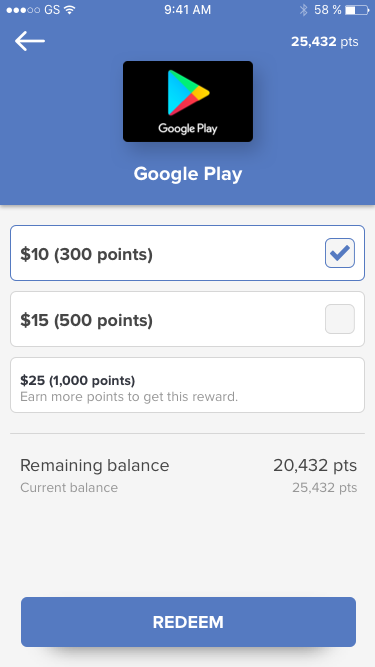 GS 9:41 AM 58 %
25,432 pts
Google Play
Google Play
$10 (300 points)
$15 (500 points)
$25 (1,000 points)
Earn more points to get this reward.
Remaining balance 20,432 pts
Current balance 25,432 pts
REDEEM